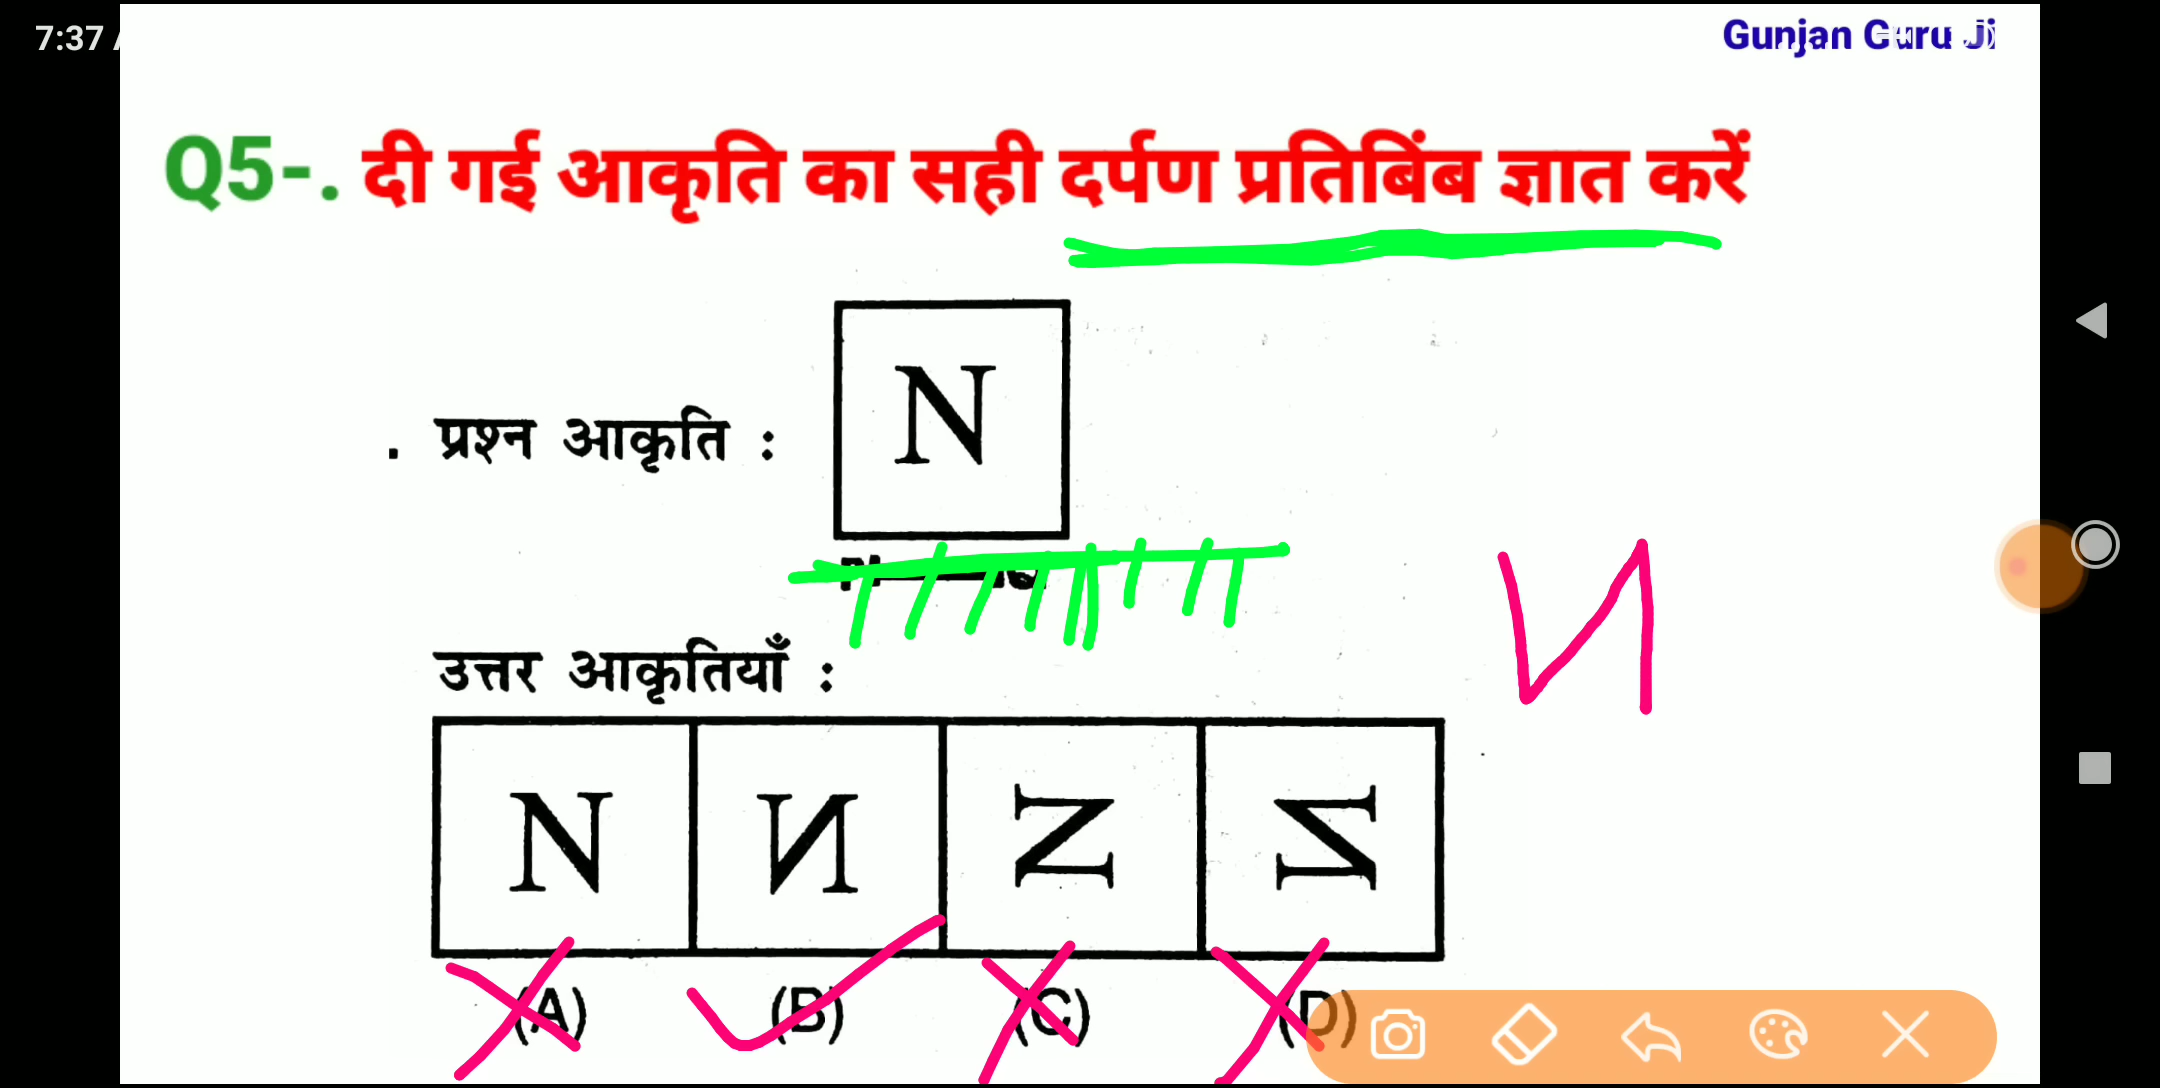 7:37
Gunjan Guru Ji
Q5-. दी गई आकृति का सही दर्पण प्रतिबिंब ज्ञात करें
N
. प्रश्न आकृति :
उत्तर आकृतियाँ :
N И Z
(A) (B) (C) (D)
И